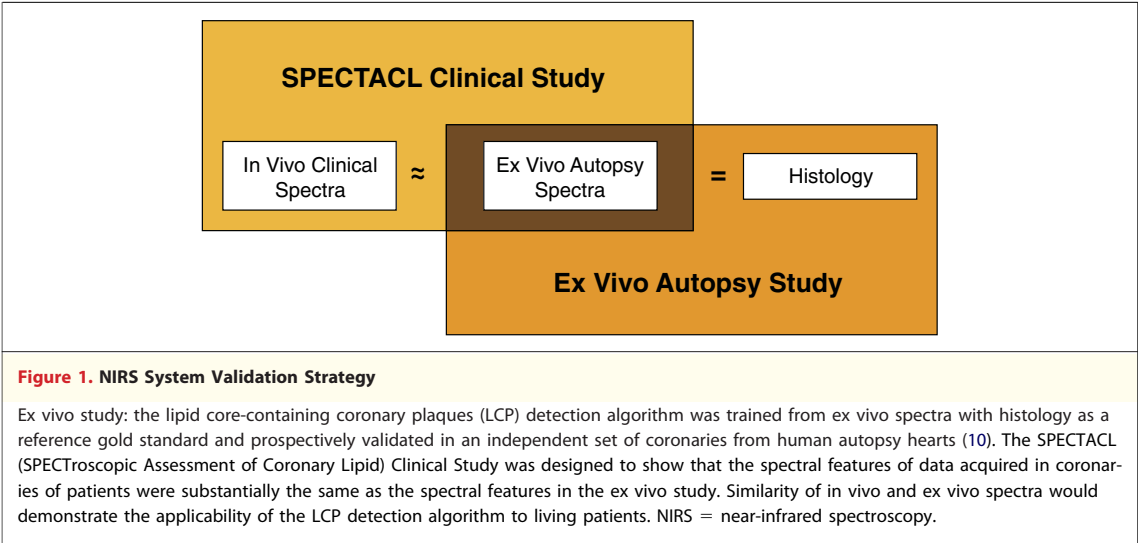 SPECTACL Clinical Study
In Vivo Clinical
Spectra
≈
Ex Vivo Autopsy
Spectra
=
Histology
Ex Vivo Autopsy Study
Figure 1. NIRS System Validation Strategy
Ex vivo study: the lipid core-containing coronary plaques (LCP) detection algorithm was trained from ex vivo spectra with histology as a
reference gold standard and prospectively validated in an independent set of coronaries from human autopsy hearts (10). The SPECTACL
(SPECTroscopic Assessment of Coronary Lipid) Clinical Study was designed to show that the spectral features of data acquired in coronar-
ies of patients were substantially the same as the spectral features in the ex vivo study. Similarity of in vivo and ex vivo spectra would
demonstrate the applicability of the LCP detection algorithm to living patients. NIRS = near-infrared spectroscopy.